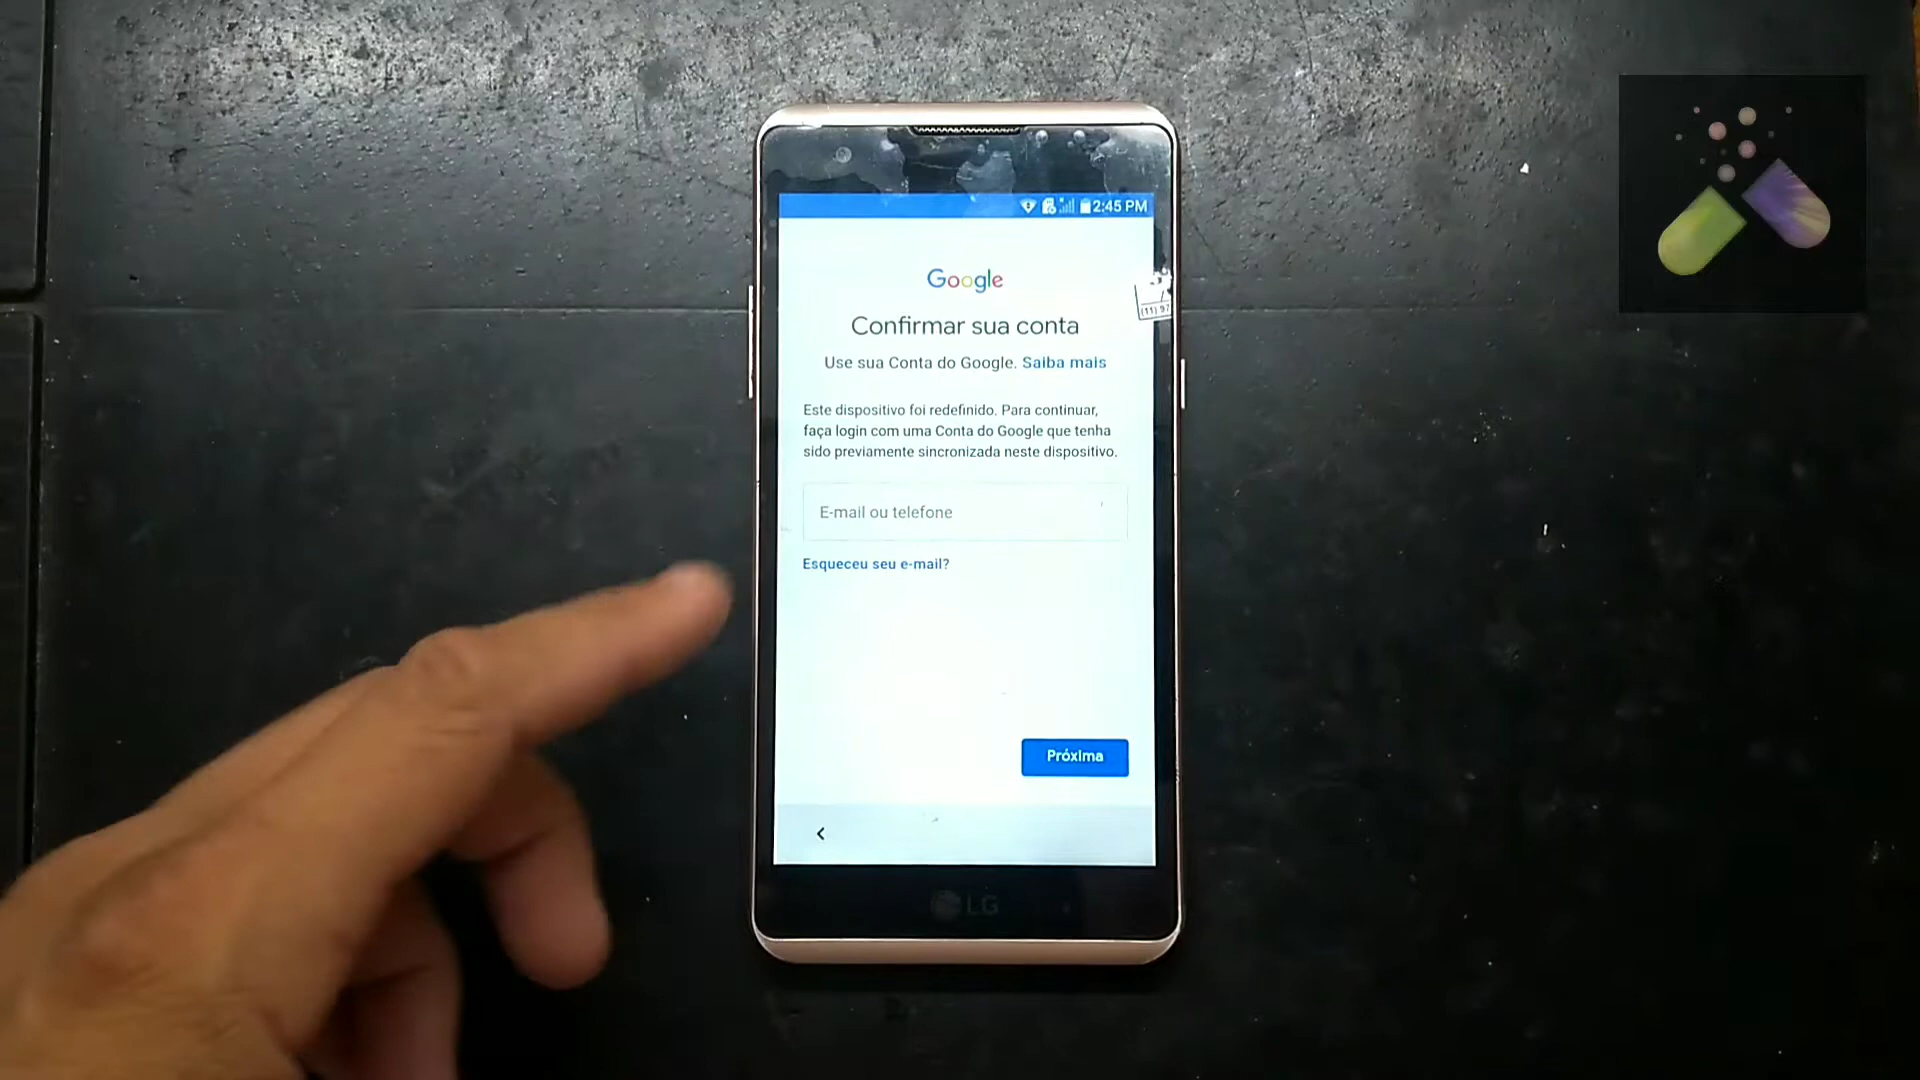 2:45 PM
Google
Confirmar sua conta
Use sua Conta do Google. Saiba mais
(11) 97
Este dispositivo foi redefinido. Para continuar,
faça login com uma Conta do Google que tenha
sido previamente sincronizada neste dispositivo.
E-mail ou telefone
Esqueceu seu e-mail?
Próxima
LG